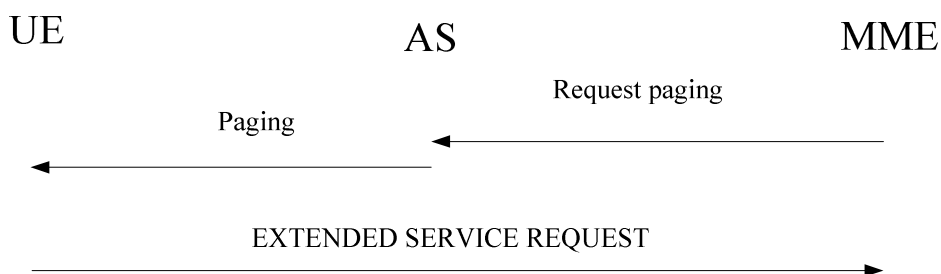 UE
AS
MME
Request paging
Paging
EXTENDED SERVICE REQUEST